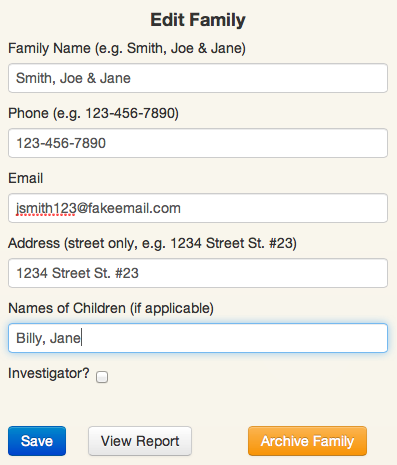 Edit Family
Family Name (e.g. Smith, Joe & Jane)
Smith, Joe & Jane
Phone (e.g. 123-456-7890)
123-456-7890
Email
jsmith123@fakeemail.com
Address (street only, e.g. 1234 Street St. #23)
1234 Street St. #23
Names of Children (if applicable)
Billy, Jane
Investigator?
Save View Report Archive Family